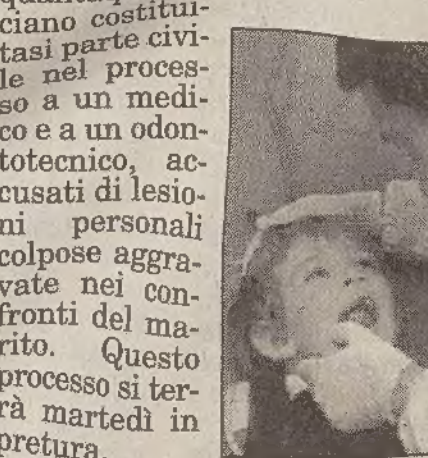 ciano costitui-
tasi parte civi-
le nel proces-
so a un medi-
co e a un odon-
totecnico, ac-
cusati di lesio-
ni personali
colpose aggra-
vate nei con-
fronti del ma-
rito. Questo
processo si ter-
rà martedì in
pretura.